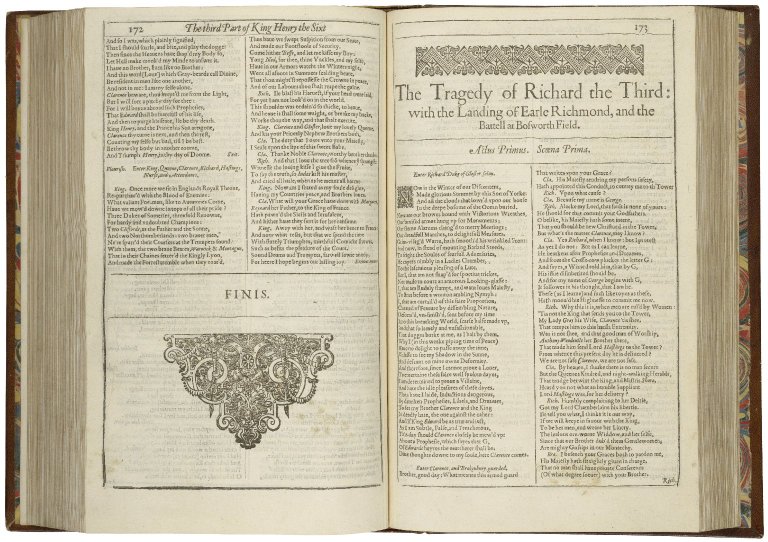 172 The third Part of King Henry the Sixt
And so I was, which plainly signified,
That I should snarle, and bite, and play the dogge:
Then since the Heauens haue shap'd my Body so,
Let Hell make crook'd my Minde to answer it.
I haue no Brother, I am like no Brother:
And this word (Loue) which Gray-beards call Diuine,
Be resident in men like one another,
And not in me: I am my selfe alone.
Clarence beware, thou
But I will sort a pitchy day for thee:
For I will buzze abroad such Prophesies,
That Edward shall be fearefull of his life,
And then to purge his feare, Ile be thy death.
King Henry, and the Prince his Son are gone,
Clarence thy turne is next, and then the rest,
Counting my selfe but bad, till I be best.
Ile throw thy body in another roome,
And Triumph Henry, in thy day of Doome. Exit.
Flourish. Enter King, Queene, Clarence, Richard, Hastings,
Nurse, and Attendants.
King. Once more we sit in Englands Royall Throne,
Re-purchac'd with the Blood of Enemies:
What valiant Foe-men, like to Autumnes Corne,
Haue we mow'd downe in tops of all their pride?
Three Dukes of Somerset, threefold Renowne,
For hardy and vndoubted Champions:
Two Cliffords, as the Father and the Sonne,
And two Northumberlands: two brauer men,
Ne're spurr'd their Coursers at the Trumpets sound.
With them, the two braue Beares, Warwick & Montague,
That in their Chaines fetter'd the Kingly Lyon,
And made the Forrest tremble when they roar'd.
Thus haue we swept Suspition from our Seate,
And made our Footstoole of Security.
Come hither Besse, and let me kisse my Boy:
Yong Ned, for thee, thine Vnckles, and my selfe,
Haue in our Armors watcht the Winters night,
Went all afoote in Summers scalding heate,
That thou might'st repossesse the Crowne in peace,
And of our Labours thou shalt reape the gaine.
Rich. Ile blast his Haruest, if your head were laid,
For yet I am not look'd on in the world.
This shoulder was ordain'd so thicke, to heaue,
And heaue it shall some waight, or breake my backe,
Worke thou the way, and that shalt execute.
King. Clarence and Gloster, loue my louely Queene,
And kis your Princely Nephew Brothers both.
Cla. The duty that I owe vnto your Maiesty,
I Seale vpon the lips of this sweet Babe.
Cla. Thanke Noble Clarence, worthy brother thanks.
Rich. And that I loue the tree frō whence ÿ sprang'st:
Witnesse the louing kisse I giue the Fruite,
To say the truth, so Iudas kist his master,
And cried all haile, when as he meant all harme.
King. Now am I seated as my soule delights,
Hauing my Countries peace, and Brothers loues.
Cla. What will your Grace haue done with Margaret,
Reynard her Father, to the King of France
Hath pawn'd the Sicils and Ierusalem,
And hither haue they sent it for her ransome.
King. Away with her, and waft her hence to France:
And now what rests, but that we spend the time
With stately Triumphes, mirthfull Comicke shewes,
Such as befits the pleasure of the Court.
Sound Drums and Trumpets, farwell sowre annoy,
For heere I hope begins our lasting ioy. Exeunt omnes
FINIS.
173
The Tragedy of Richard the Third:
with the Landing of Earle Richmond, and the
Battell at Bosworth Field.
Actus Primus. Scœna Prima.
Enter Richard Duke of Gloster, solus.
Now is the Winter of our Discontent,
Made glorious Summer by this Son of Yorke:
And all the clouds that lowr'd vpon our house
In the deepe bosome of the Ocean buried.
Now are our browes bound with Victorious Wreathes,
Our bruised armes hung vp for Monuments;
Our sterne Alarums chang'd to merry Meetings;
Our dreadfull Marches, to delightfull Measures.
Grim-visag'd Warre, hath smooth'd his wrinkled Front:
And now, in stead of mounting Barbed Steeds,
To fright the Soules of fearfull Aduersaries,
He capers nimbly in a Ladies Chamber,
To the lasciuious pleasing of a Lute.
But I, that am not shap'd for sportiue trickes,
Nor made to court an amorous Looking-glasse:
I, that am Rudely stampt, and want loues Maiesty,
To strut before a wonton ambling Nymph:
I, that am curtail'd of this faire Proportion,
Cheated of Feature by dissembling Nature,
Deform'd, vn-finish'd, sent before my time
Into this breathing World, scarse halfe made vp,
And that so lamely and vnfashionable,
That dogges barke at me, as I halt by them.
Why I (in this weake piping time of Peace)
Haue no delight to passe away the time,
Vnlesse to see my Shadow in the Sunne,
And descant on mine owne Deformity.
And therefore, since I cannot proue a Louer,
To entertaine these faire well spoken dayes,
I am determined to proue a Villaine,
And hate the idle pleasures of these dayes.
Plots haue I laide, Inductions dangerous,
By drunken Prophesies, Libels, and Dreames,
To set my Brother Clarence and the King
In deadly hate, the one against the other:
And if King Edward be as true and iust,
As I am Subtle, False, and Treacherous,
This day should Clarence closely be mew'd vp:
About a Prophesie, which sayes that G,
Of Edwards heyres the murtherer shall be.
Diue thoughts downe to my soule, here Clarence comes.
Enter Clarence, and Brakenbury, guarded.
Brother, good day: What meanes this armed guard
That waites vpon your Grace?
Cla. His Maiesty tendring my persons safety,
Hath appointed this Conduct, to conuey me to th'Tower
Rich. Vpon what cause?
Cla. Because my name is George.
Rich. Alacke my Lord, that fault is none of yours:
He should for that commit your Godfathers.
O belike, his Maiesty hath some intent,
That you should be new Christned in the Tower,
But what's the matter Clarence, may I know?
Cla. Yea Richard, when I know: but I protest
As yet I do not: But as I can learne,
He hearkens after Prophesies and Dreames,
And from the Crosse-row pluckes the letter G:
And sayes, a Wizard told him, that by G,
His issue disinherited should be.
And for my name of George begins with G,
It followes in his thought, that I am he.
These (as I learne) and such like toyes as these,
Hath moou'd his Highnesse to commit me now.
Rich. Why this it is, when men are rul'd by Women:
'Tis not the King that sends you to the Tower,
My Lady Grey his Wife, Clarence 'tis shee,
That tempts him to this harsh Extremity.
Was it not shee, and that good man of Worship,
Anthony Woodeulle her Brother there,
That made him send Lord Hastings to the Tower?
From whence this present day he is deliuered?
We are not safe Clarence, we are not safe.
Cla. By heauen, I thinke there is no man secure
But the Queenes Kindred, and night-walking Heralds,
That trudge betwixt the King, and Mistris Shore,
Heard you not what an humble Suppliant
Lord Hastings was, for her deliuery?
Rich. Humbly complaining to her Deitie,
Got my Lord Chamberlaine his libertie.
Ile tell you what, I thinke it is our way,
If we will keepe in fauour with the King,
To be her men, and weare her Liuery.
The iealous ore-worne Widdow, and her selfe,
Since that our Brother dub'd them Gentlewomen,
Are mighty Gossips in our Monarchy.
Bra. I beseech your Graces both to pardon me,
His Maiesty hath straightly giuen in charge,
That no man shall haue priuate Conference
(Of what degree soeuer) with your Brother.
Rich.